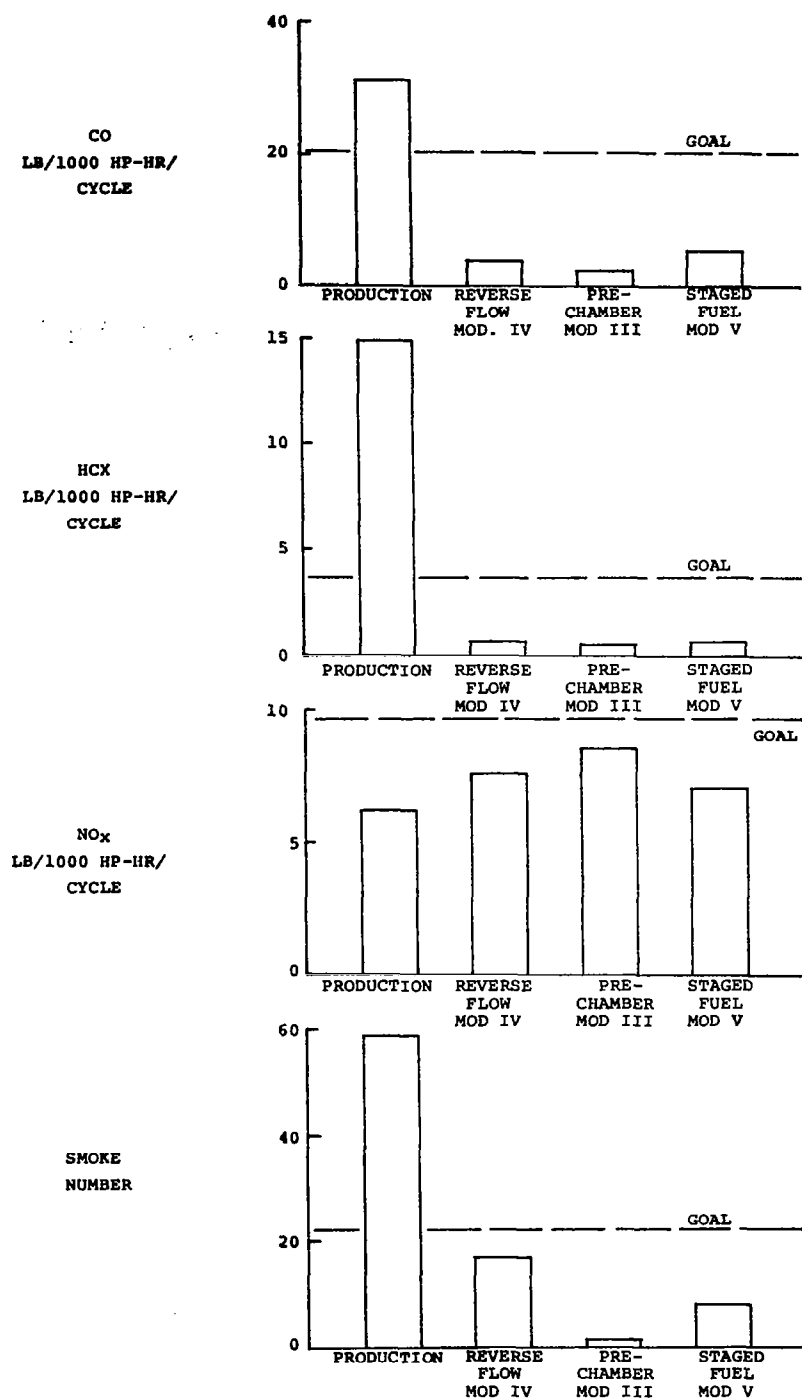 40
CO
LB/1000 HP-HR/
CYCLE
GOAL
20
0
PRODUCTION REVERSE PRE- STAGED
FLOW CHAMBER FUEL
MOD. IV MOD III MOD V
15
10
HCX
LB/1000 HP-HR/
CYCLE
5
GOAL
0
PRODUCTION REVERSE PRE- STAGED
FLOW CHAMBER FUEL
MOD IV MOD III MOD V
10
GOAL
NOx
LB/1000 HP-HR/
CYCLE
5
0
PRODUCTION REVERSE PRE- STAGED
FLOW CHAMBER FUEL
MOD IV MOD III MOD V
60
40
SMOKE
NUMBER
GOAL
20
0
PRODUCTION REVERSE PRE- STAGED
FLOW CHAMBER FUEL
MOD IV MOD III MOD V